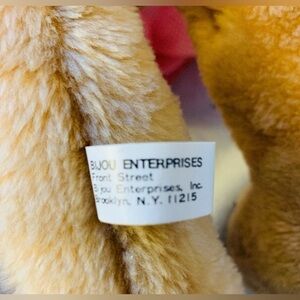 BIJOU ENTERPRISES
Front Street
Bijou Enterprises, Inc.
Brooklyn, N.Y. 11215